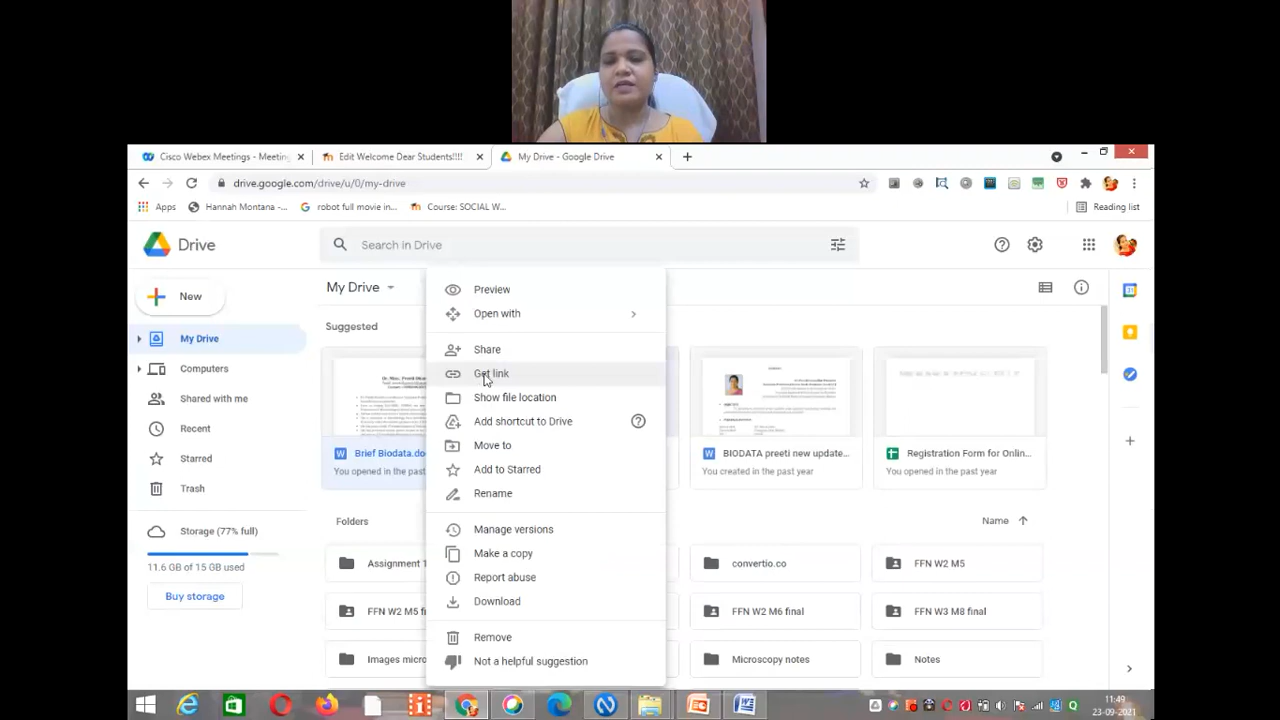 Cisco Webex Meetings - Meeting
Edit Welcome Dear Students!!!!
My Drive - Google Drive
drive.google.com/drive/u/0/my-drive
Apps
Hannah Montana -...
robot full movie in...
Course: SOCIAL W...
Reading list
Drive
Search in Drive
New
My Drive
Computers
Shared with me
Recent
Starred
Trash
Storage (77% full)
11.6 GB of 15 GB used
Buy storage
My Drive
Suggested
Brief Biodata.do
You opened in the past
BIODATA preeti new update...
You created in the past year
Registration Form for Onlin...
You opened in the past year
Folders
Name
Assignment 1
convertio.co
FFN W2 M5
FFN W2 M5 fi
FFN W2 M6 final
FFN W3 M8 final
Images micro
Microscopy notes
Notes
Preview
Open with
Share
Get link
Show file location
Add shortcut to Drive
Move to
Add to Starred
Rename
Manage versions
Make a copy
Report abuse
Download
Remove
Not a helpful suggestion
11:49
23-09-2021